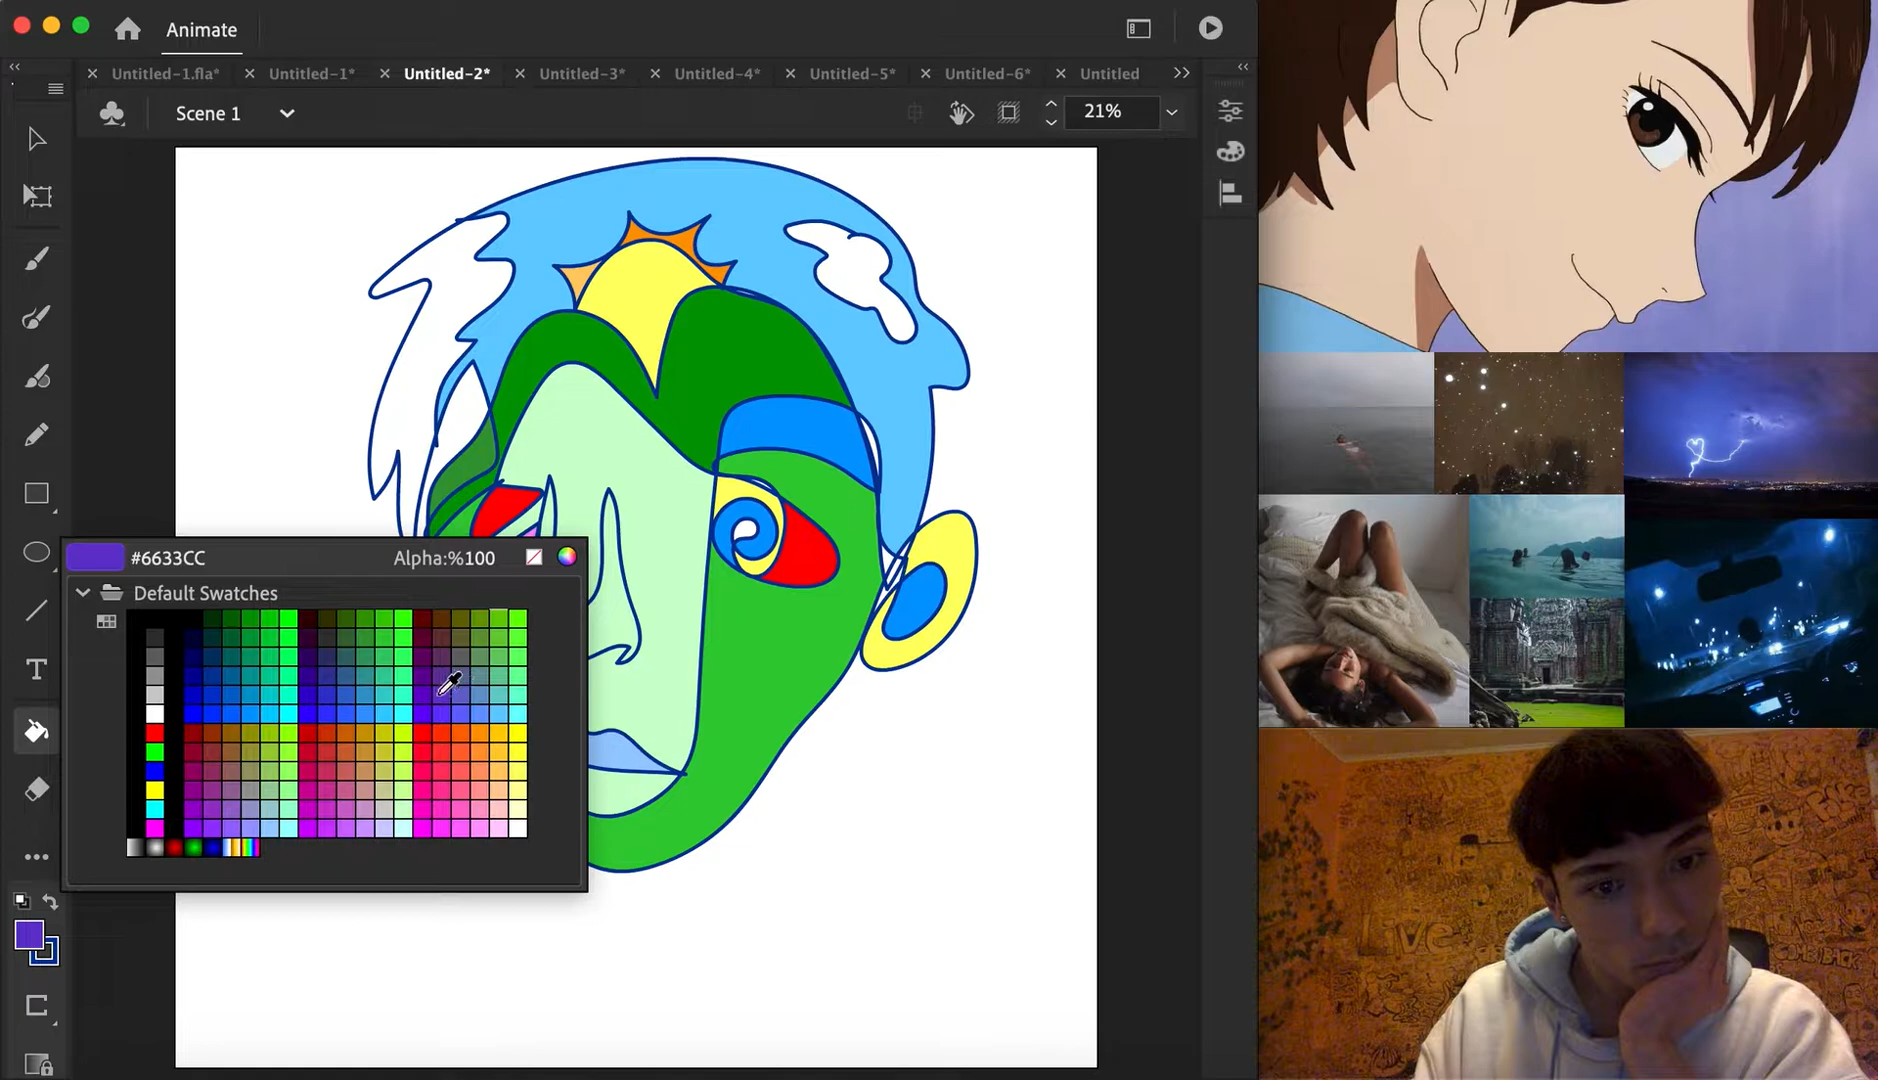 Animate
Untitled-1.fla*
Untitled-1*
Untitled-2*
Untitled-3*
Untitled-4*
Untitled-5*
Untitled-6*
Untitled
Scene 1
21%
#6633CC
Alpha:%100
Default Swatches
T
Live